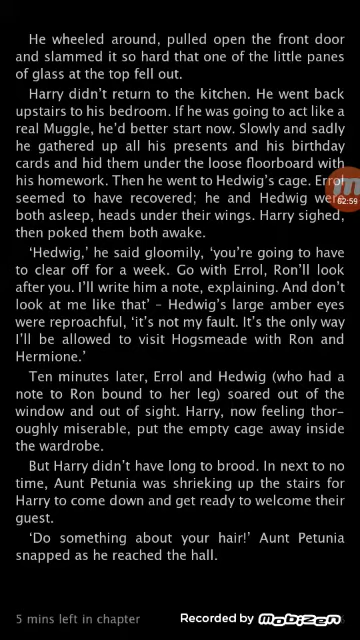 He wheeled around, pulled open the front door
and slammed it so hard that one of the little panes
of glass at the top fell out.
Harry didn't return to the kitchen. He went back
upstairs to his bedroom. If he was going to act like a
real Muggle, he'd better start now. Slowly and sadly
he gathered up all his presents and his birthday
cards and hid them under the loose floorboard with
his homework. Then he went to Hedwig's cage. Errol
seemed to have recovered; he and Hedwig were
both asleep, heads under their wings. Harry sighed,
then poked them both awake.
02:59
'Hedwig,' he said gloomily, 'you're going to have
to clear off for a week. Go with Errol, Ron'll look
after you. I'll write him a note, explaining. And don't
look at me like that' – Hedwig's large amber eyes
were reproachful, 'it's not my fault. It's the only way
I'll be allowed to visit Hogsmeade with Ron and
Hermione.'
Ten minutes later, Errol and Hedwig (who had a
note to Ron bound to her leg) soared out of the
window and out of sight. Harry, now feeling thor-
oughly miserable, put the empty cage away inside
the wardrobe.
But Harry didn't have long to brood. In next to no
time, Aunt Petunia was shrieking up the stairs for
Harry to come down and get ready to welcome their
guest.
'Do something about your hair!' Aunt Petunia
snapped as he reached the hall.
5 mins left in chapter
Recorded by Mobizen